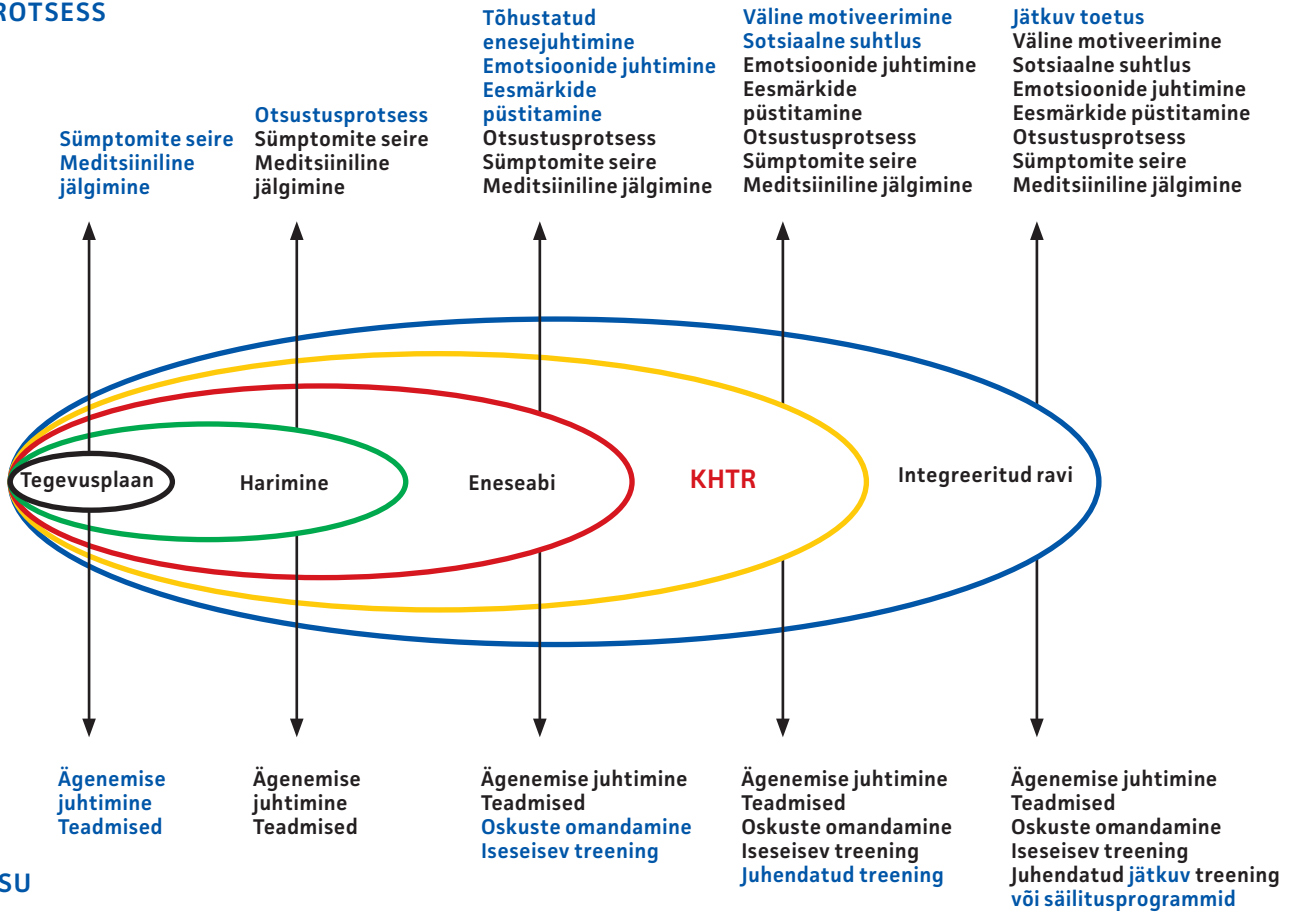 ROTSESS
Sümptomite seire
Meditsiiniline
jälgimine
Otsustusprotsess
Sümptomite seire
Meditsiiniline
jälgimine
Tõhustatud
enesejuhtimine
Emotsioonide juhtimine
Eesmärkide
püstitamine
Otsustusprotsess
Sümptomite seire
Meditsiiniline jälgimine
Väline motiveerimine
Sotsiaalne suhtlus
Emotsioonide juhtimine
Eesmärkide
püstitamine
Otsustusprotsess
Sümptomite seire
Meditsiiniline jälgimine
Jätkuv toetus
Väline motiveerimine
Sotsiaalne suhtlus
Emotsioonide juhtimine
Eesmärkide püstitamine
Otsustusprotsess
Sümptomite seire
Meditsiiniline jälgimine
Tegevusplaan
Harimine
Eneseabi
KHTR
Integreeritud ravi
Ägenemise
juhtimine
Teadmised
Ägenemise
juhtimine
Teadmised
Ägenemise juhtimine
Teadmised
Oskuste omandamine
Iseseisev treening
Ägenemise juhtimine
Teadmised
Oskuste omandamine
Iseseisev treening
Juhendatud treening
Ägenemise juhtimine
Teadmised
Oskuste omandamine
Iseseisev treening
Juhendatud jätkuv treening
või säilitusprogrammid
SU